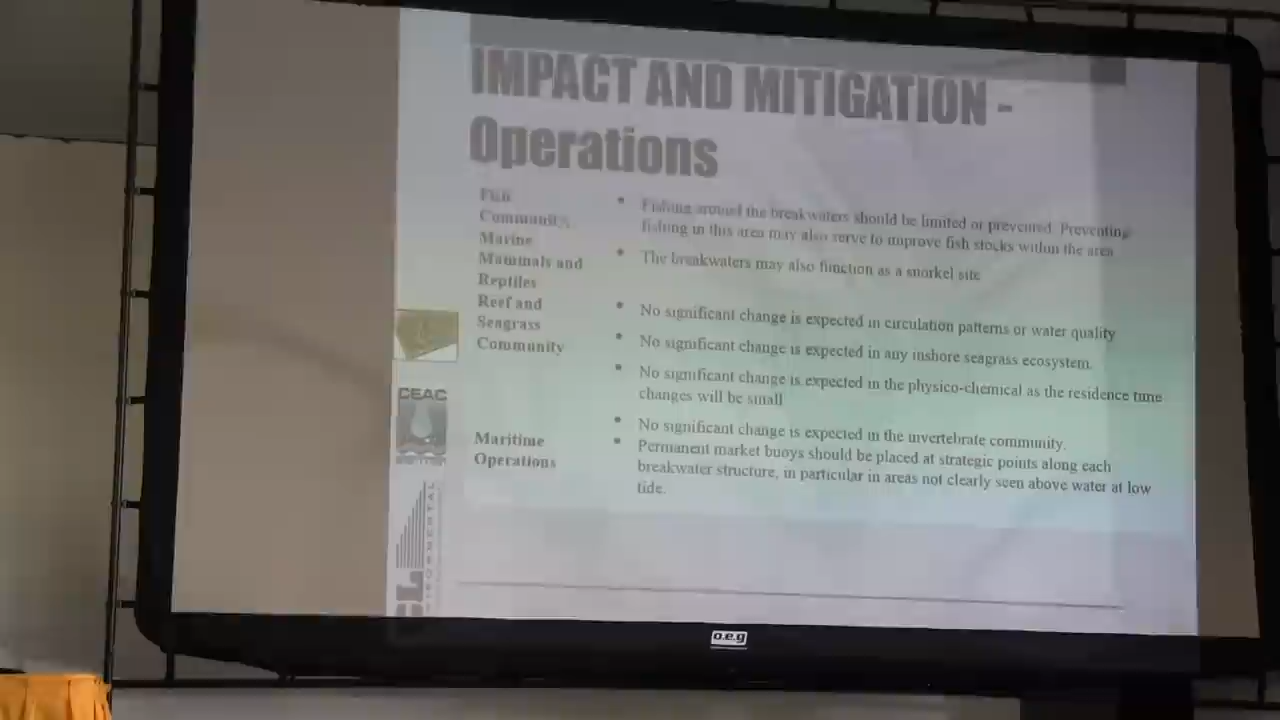 IMPACT AND MITIGATION -
Operations
Fish
Community,
Marine
Mammals and
Reptiles
Reef and
Seagrass
Community
• Fishing around the breakwaters should be limited or prevented. Preventing
fishing in this area may also serve to improve fish stocks within the area
• The breakwaters may also function as a snorkel site
• No significant change is expected in circulation patterns or water quality
• No significant change is expected in any inshore seagrass ecosystem.
• No significant change is expected in the physico-chemical as the residence time
changes will be small
• No significant change is expected in the invertebrate community.
Maritime
Operations
• Permanent market buoys should be placed at strategic points along each
breakwater structure, in particular in areas not clearly seen above water at low
tide.
CEAC
CL
o.e.g